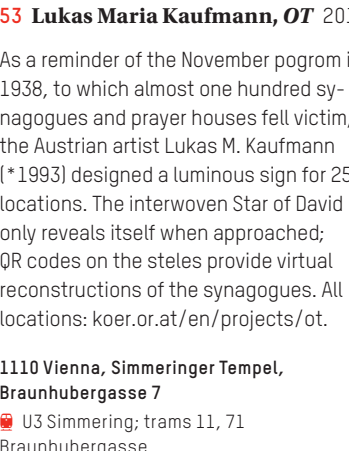 53 Lukas Maria Kaufmann, OT 201
As a reminder of the November pogrom i
1938, to which almost one hundred sy-
nagogues and prayer houses fell victim,
the Austrian artist Lukas M. Kaufmann
(*1993) designed a luminous sign for 25
locations. The interwoven Star of David
only reveals itself when approached;
QR codes on the steles provide virtual
reconstructions of the synagogues. All
locations: koer.or.at/en/projects/ot.
1110 Vienna, Simmeringer Tempel,
Braunhubergasse 7
U3 Simmering; trams 11, 71
Braunhubergasse